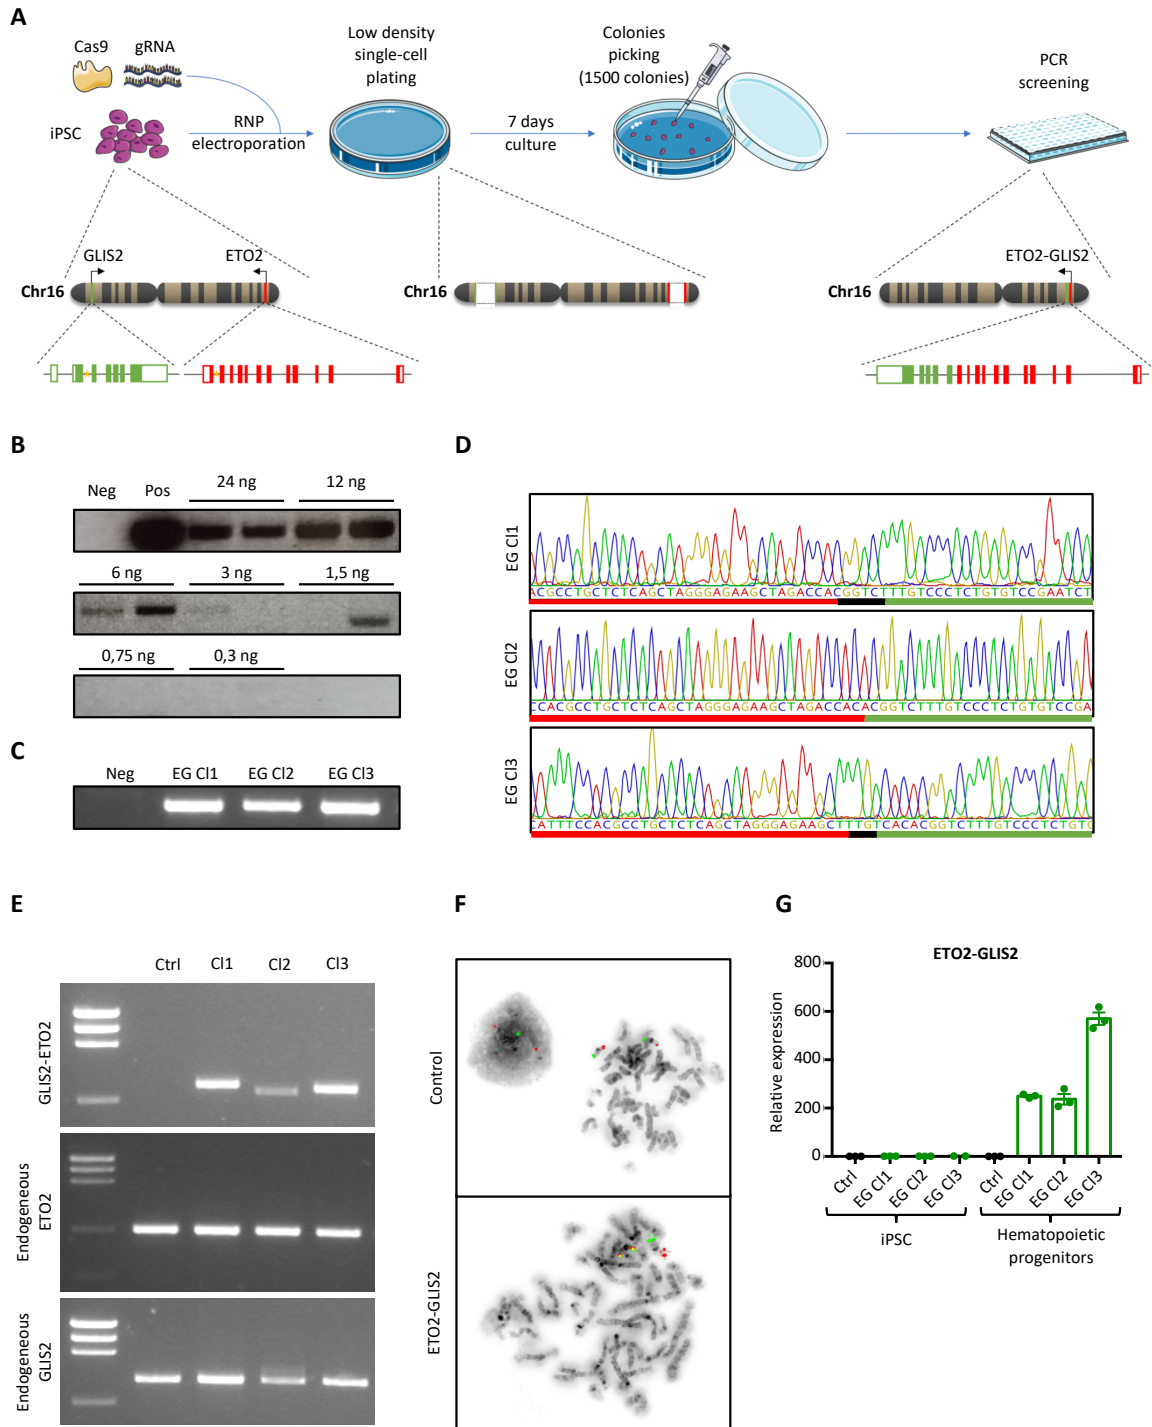 A
Cas9
gRNA
iPSC
RNP
electroporation
Low density
single-cell
plating
7 days
culture
Colonies
picking
(1500 colonies)
PCR
screening
GLIS2
ETO2
Chr16
Chr16
ETO2-GLIS2
Chr16
B
Neg
Pos
24 ng
12 ng
6 ng
3 ng
1,5 ng
0,75 ng
0,3 ng
C
Neg
EG Cl1
EG Cl2
EG Cl3
D
EG Cl1
ACGCCTGCTCTCAGCTAGGGAGAAGCTAGACCACGGTCTTTGTCCCTCTGTGTCCGAATCT
EG Cl2
CCACGCCTGCTCTCAGCTAGGGAGAAGCTAGACCACACGGTCTTTGTCCCTCTGTGTCCGA
EG Cl3
CATTTCCACGCCTGCTCTCAGCTAGGGAGAAGCTTTGTCACACGGTCTTTGTCCCTCTGTG
E
Ctrl
Cl1
Cl2
Cl3
GLIS2-ETO2
Endogeneous
ETO2
Endogeneous
GLIS2
F
Control
ETO2-GLIS2
G
ETO2-GLIS2
Relative expression
800
600
400
200
0
Ctrl
EG Cl1
EG Cl2
EG Cl3
Ctrl
EG Cl1
EG Cl2
EG Cl3
iPSC
Hematopoietic
progenitors